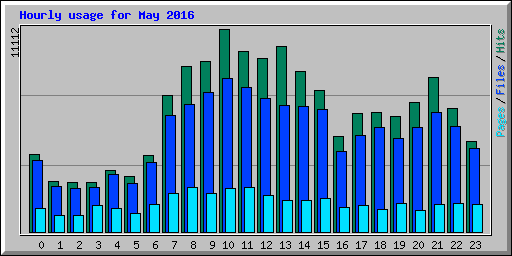 Hourly usage for May 2016
11112
Pages/Files/Hits
0 1 2 3 4 5 6 7 8 9 10 11 12 13 14 15 16 17 18 19 20 21 22 23